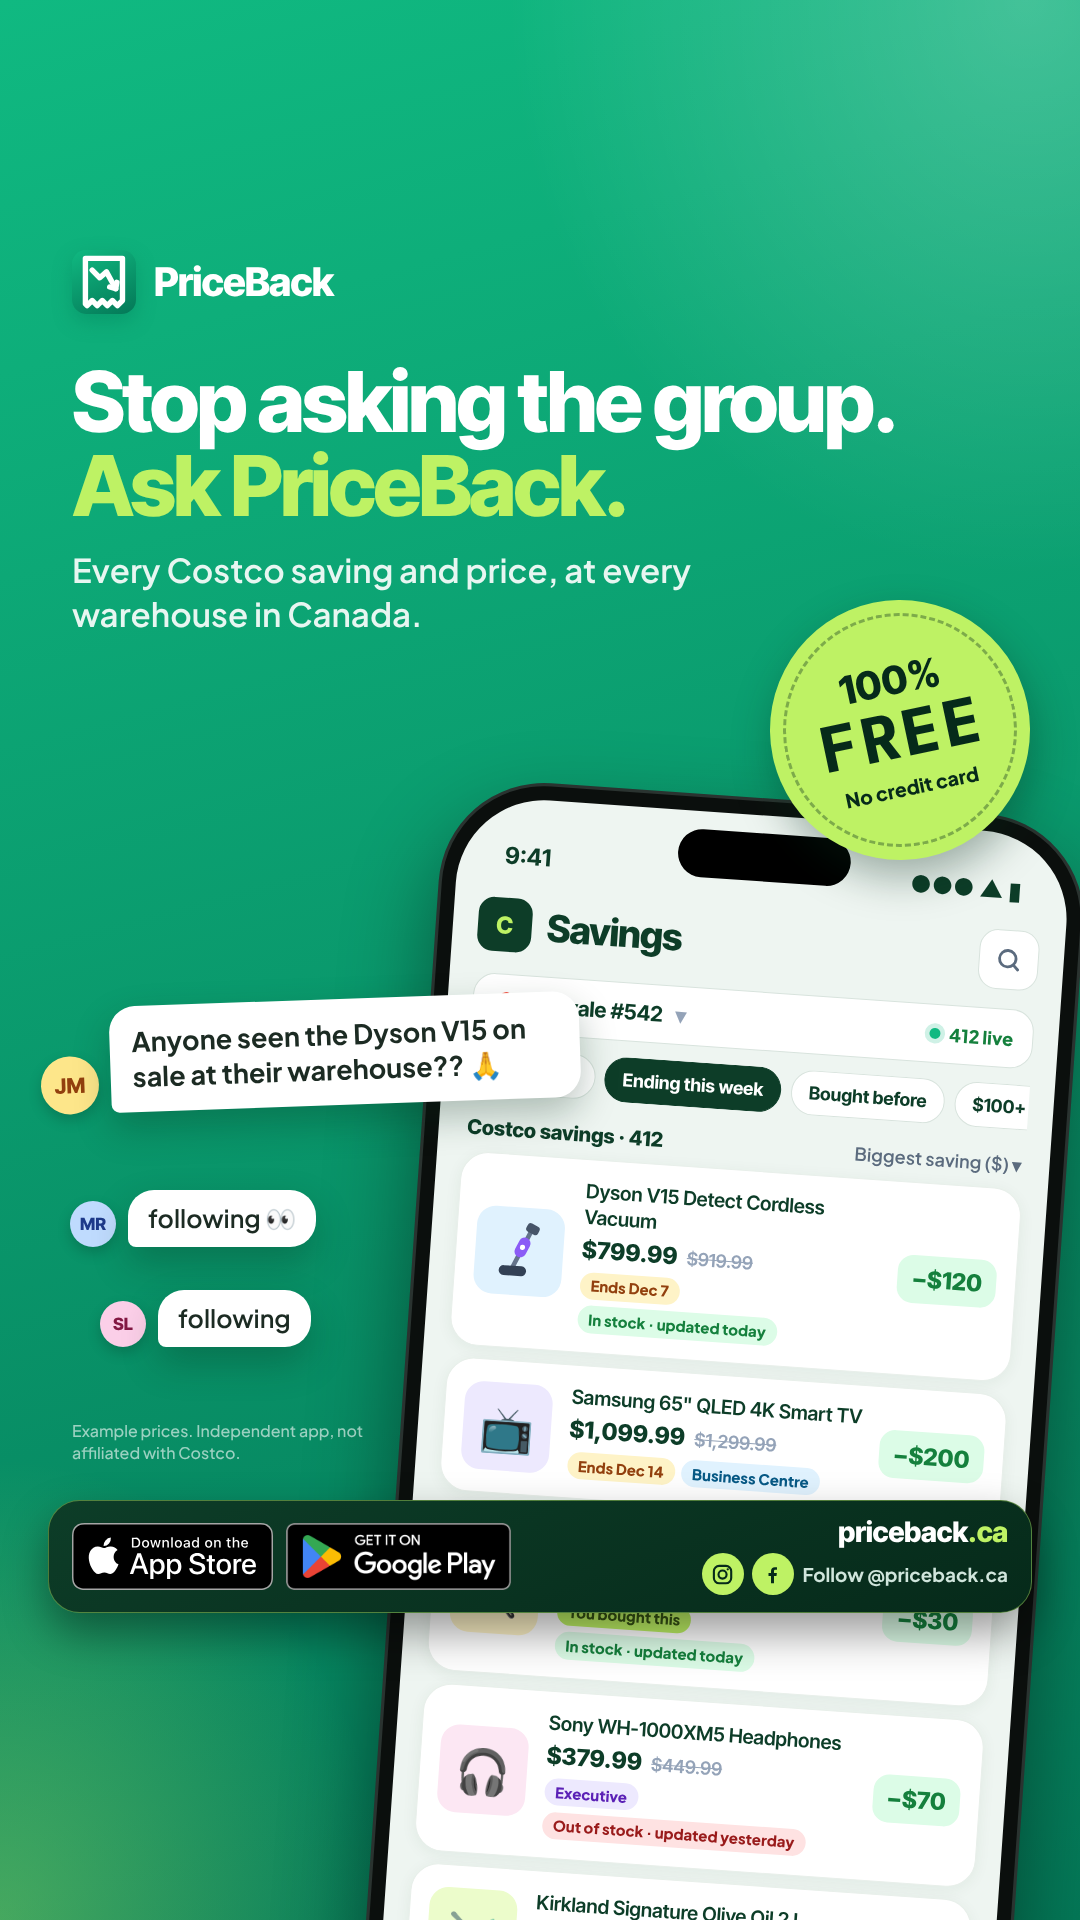 PriceBack
Stop asking the group.
Ask PriceBack.
Every Costco saving and price, at every
warehouse in Canada.
100%
FREE
No credit card
9:41
C
Savings
ale #542 ▼
412 live
Anyone seen the Dyson V15 on
sale at their warehouse?? 🙏
JM
Ending this week
Bought before
$100+
Costco savings · 412
Biggest saving ($) ▼
MR
following 👀
SL
following
Dyson V15 Detect Cordless
Vacuum
$799.99 $919.99
Ends Dec 7
In stock · updated today
−$120
Samsung 65" QLED 4K Smart TV
$1,099.99 $1,299.99
Ends Dec 14 Business Centre
−$200
Example prices. Independent app, not
affiliated with Costco.
Download on the
App Store
GET IT ON
Google Play
priceback.ca
Follow @priceback.ca
You bought this
In stock · updated today
−$30
Sony WH-1000XM5 Headphones
$379.99 $449.99
Executive
Out of stock · updated yesterday
−$70
Kirkland Signature Olive Oil 2 L